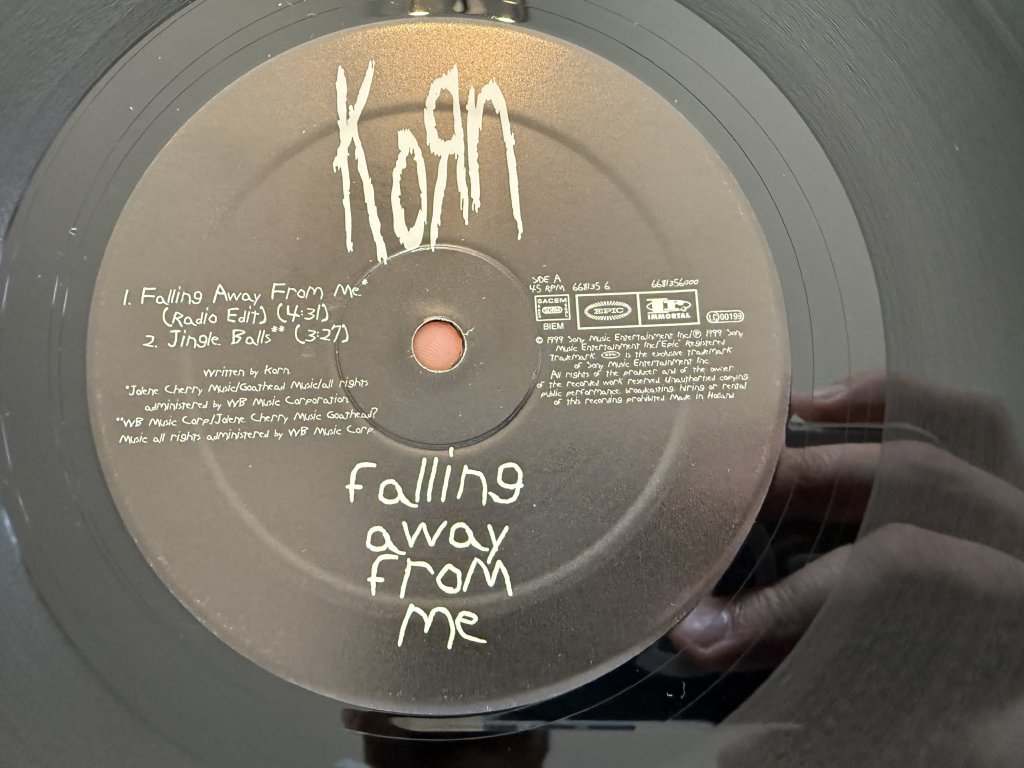 KoЯn
1. Falling Away From Me*
(Radio Edit) (4:31)
2. Jingle Balls** (3:27)
Written by Korn.
*Jolene Cherry Music/Goathead Music/all rights
administered by WB Music Corporation.
**WB Music Corp/Jolene Cherry Music Goathead?
Music all rights administered by WB Music Corp.
SIDE A
45 RPM 668135 6 6681356000
SACEM
BIEM
EPIC
IMMORTAL
LC00199
© 1999 Sony Music Entertainment Inc/℗ 1999 Sony
Music Entertainment Inc/Epic Registered
Trademark is the exclusive trademark
of Sony Music Entertainment Inc.
All rights of the producer and of the owner
of the recorded work reserved Unauthorised copying
public performance broadcasting hiring or rental
of this recording prohibited Made in Holland
falling
away
from
me